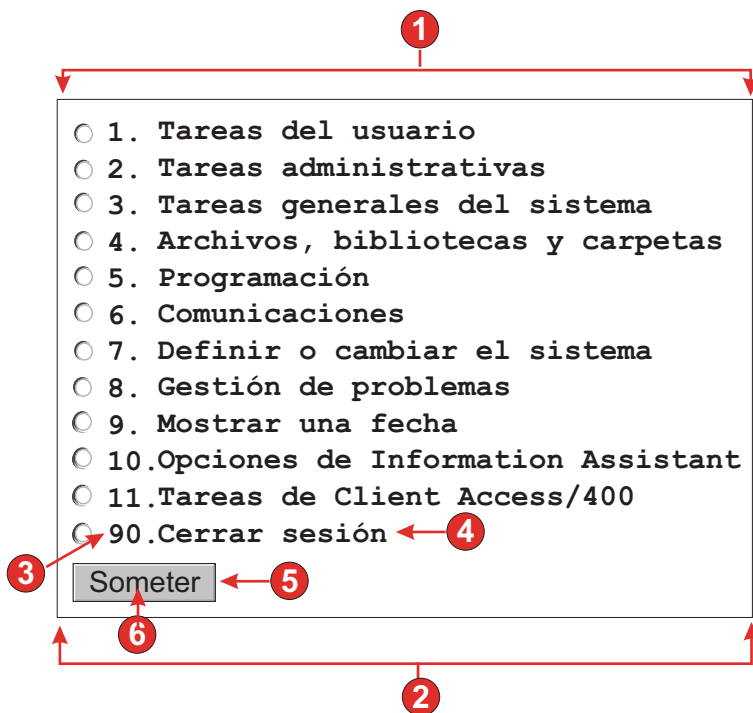 1
1. Tareas del usuario
2. Tareas administrativas
3. Tareas generales del sistema
4. Archivos, bibliotecas y carpetas
5. Programación
6. Comunicaciones
7. Definir o cambiar el sistema
8. Gestión de problemas
9. Mostrar una fecha
10.Opciones de Information Assistant
11.Tareas de Client Access/400
90.Cerrar sesión 4
3
Someter 5
6
2